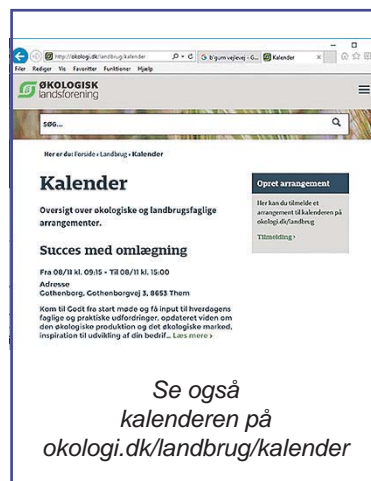 http://økologi.dk/landbrug/kalender
b'gum vejlevej - G...
Kalender
Filer Rediger Vis Favoritter Funktioner Hjælp
ØKOLOGISK
landsforening
SØG...
Her er du: Forside › Landbrug › Kalender
Kalender
Oversigt over økologiske og landbrugsfaglige
arrangementer.
Succes med omlægning
Fra 08/11 kl. 09:15 - Til 08/11 kl. 15:00
Adresse
Gothenborg, Gothenborgvej 3, 8653 Them
Kom til Godt fra start møde og få input til hverdagens
faglige og praktiske udfordringer, opdateret viden om
den økologiske produktion og det økologiske marked,
inspiration til udvikling af din bedrif... Læs mere ›
Opret arrangement
Her kan du tilmelde et
arrangement til kalenderen på
okologi.dk/landbrug
Tilmelding ›
Se også
kalenderen på
okologi.dk/landbrug/kalender